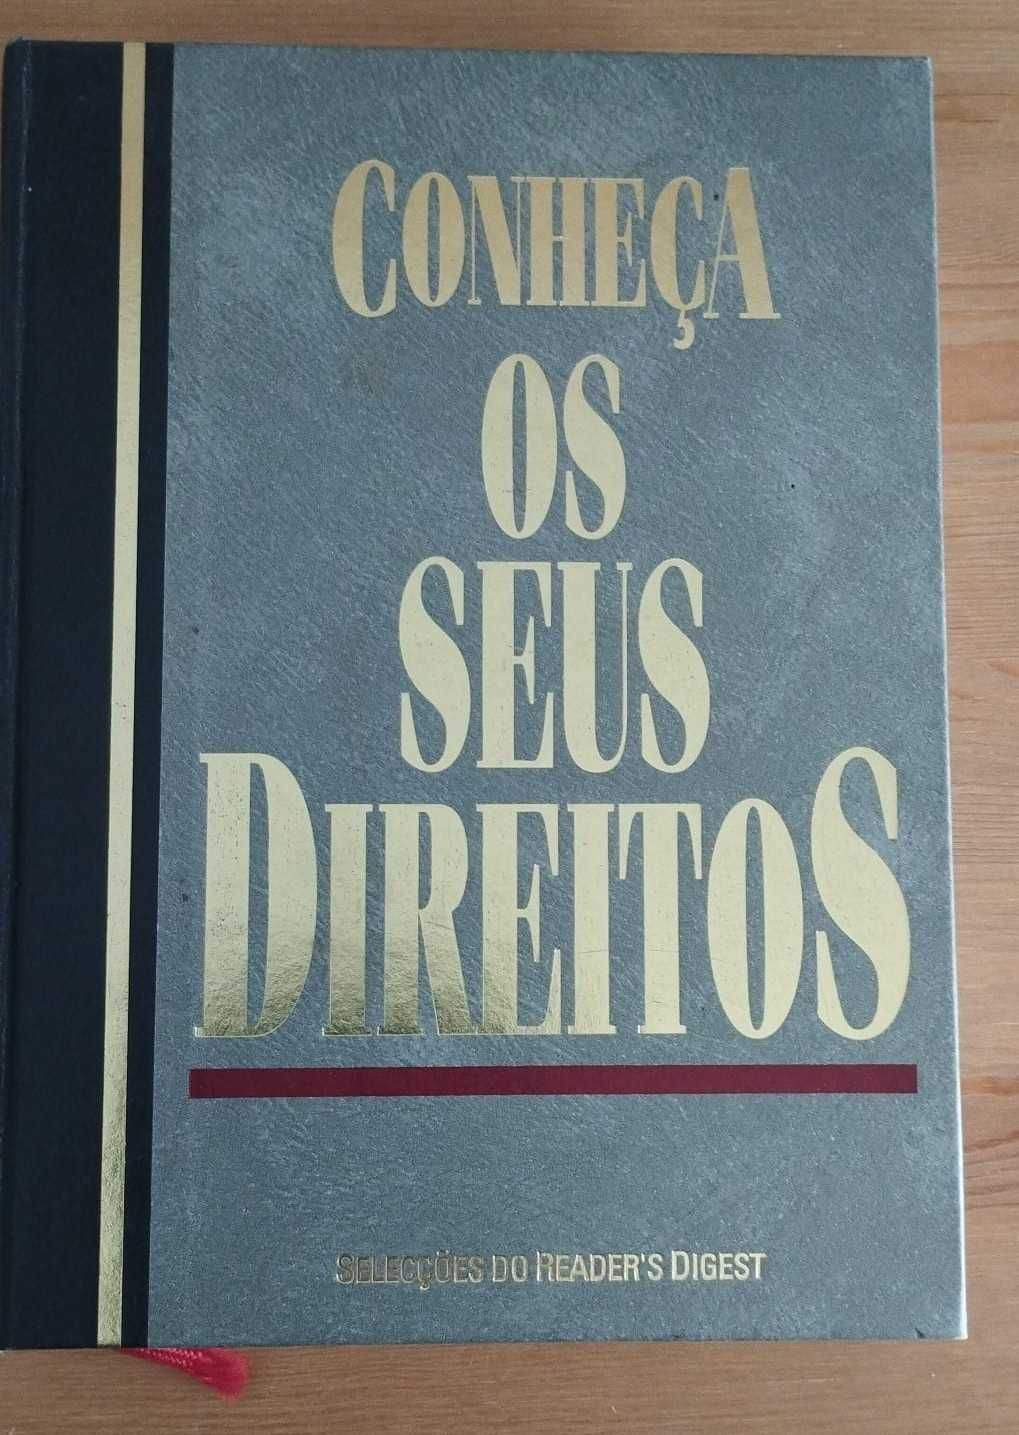 CONHEÇA
OS
SEUS
DIREITOS
SELECÇÕES DO READER'S DIGEST